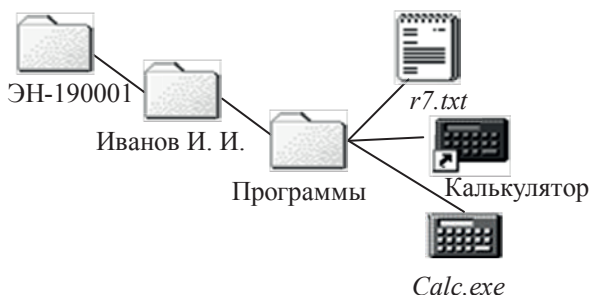 ЭН-190001
Иванов И. И.
Программы
r7.txt
Калькулятор
Calc.exe